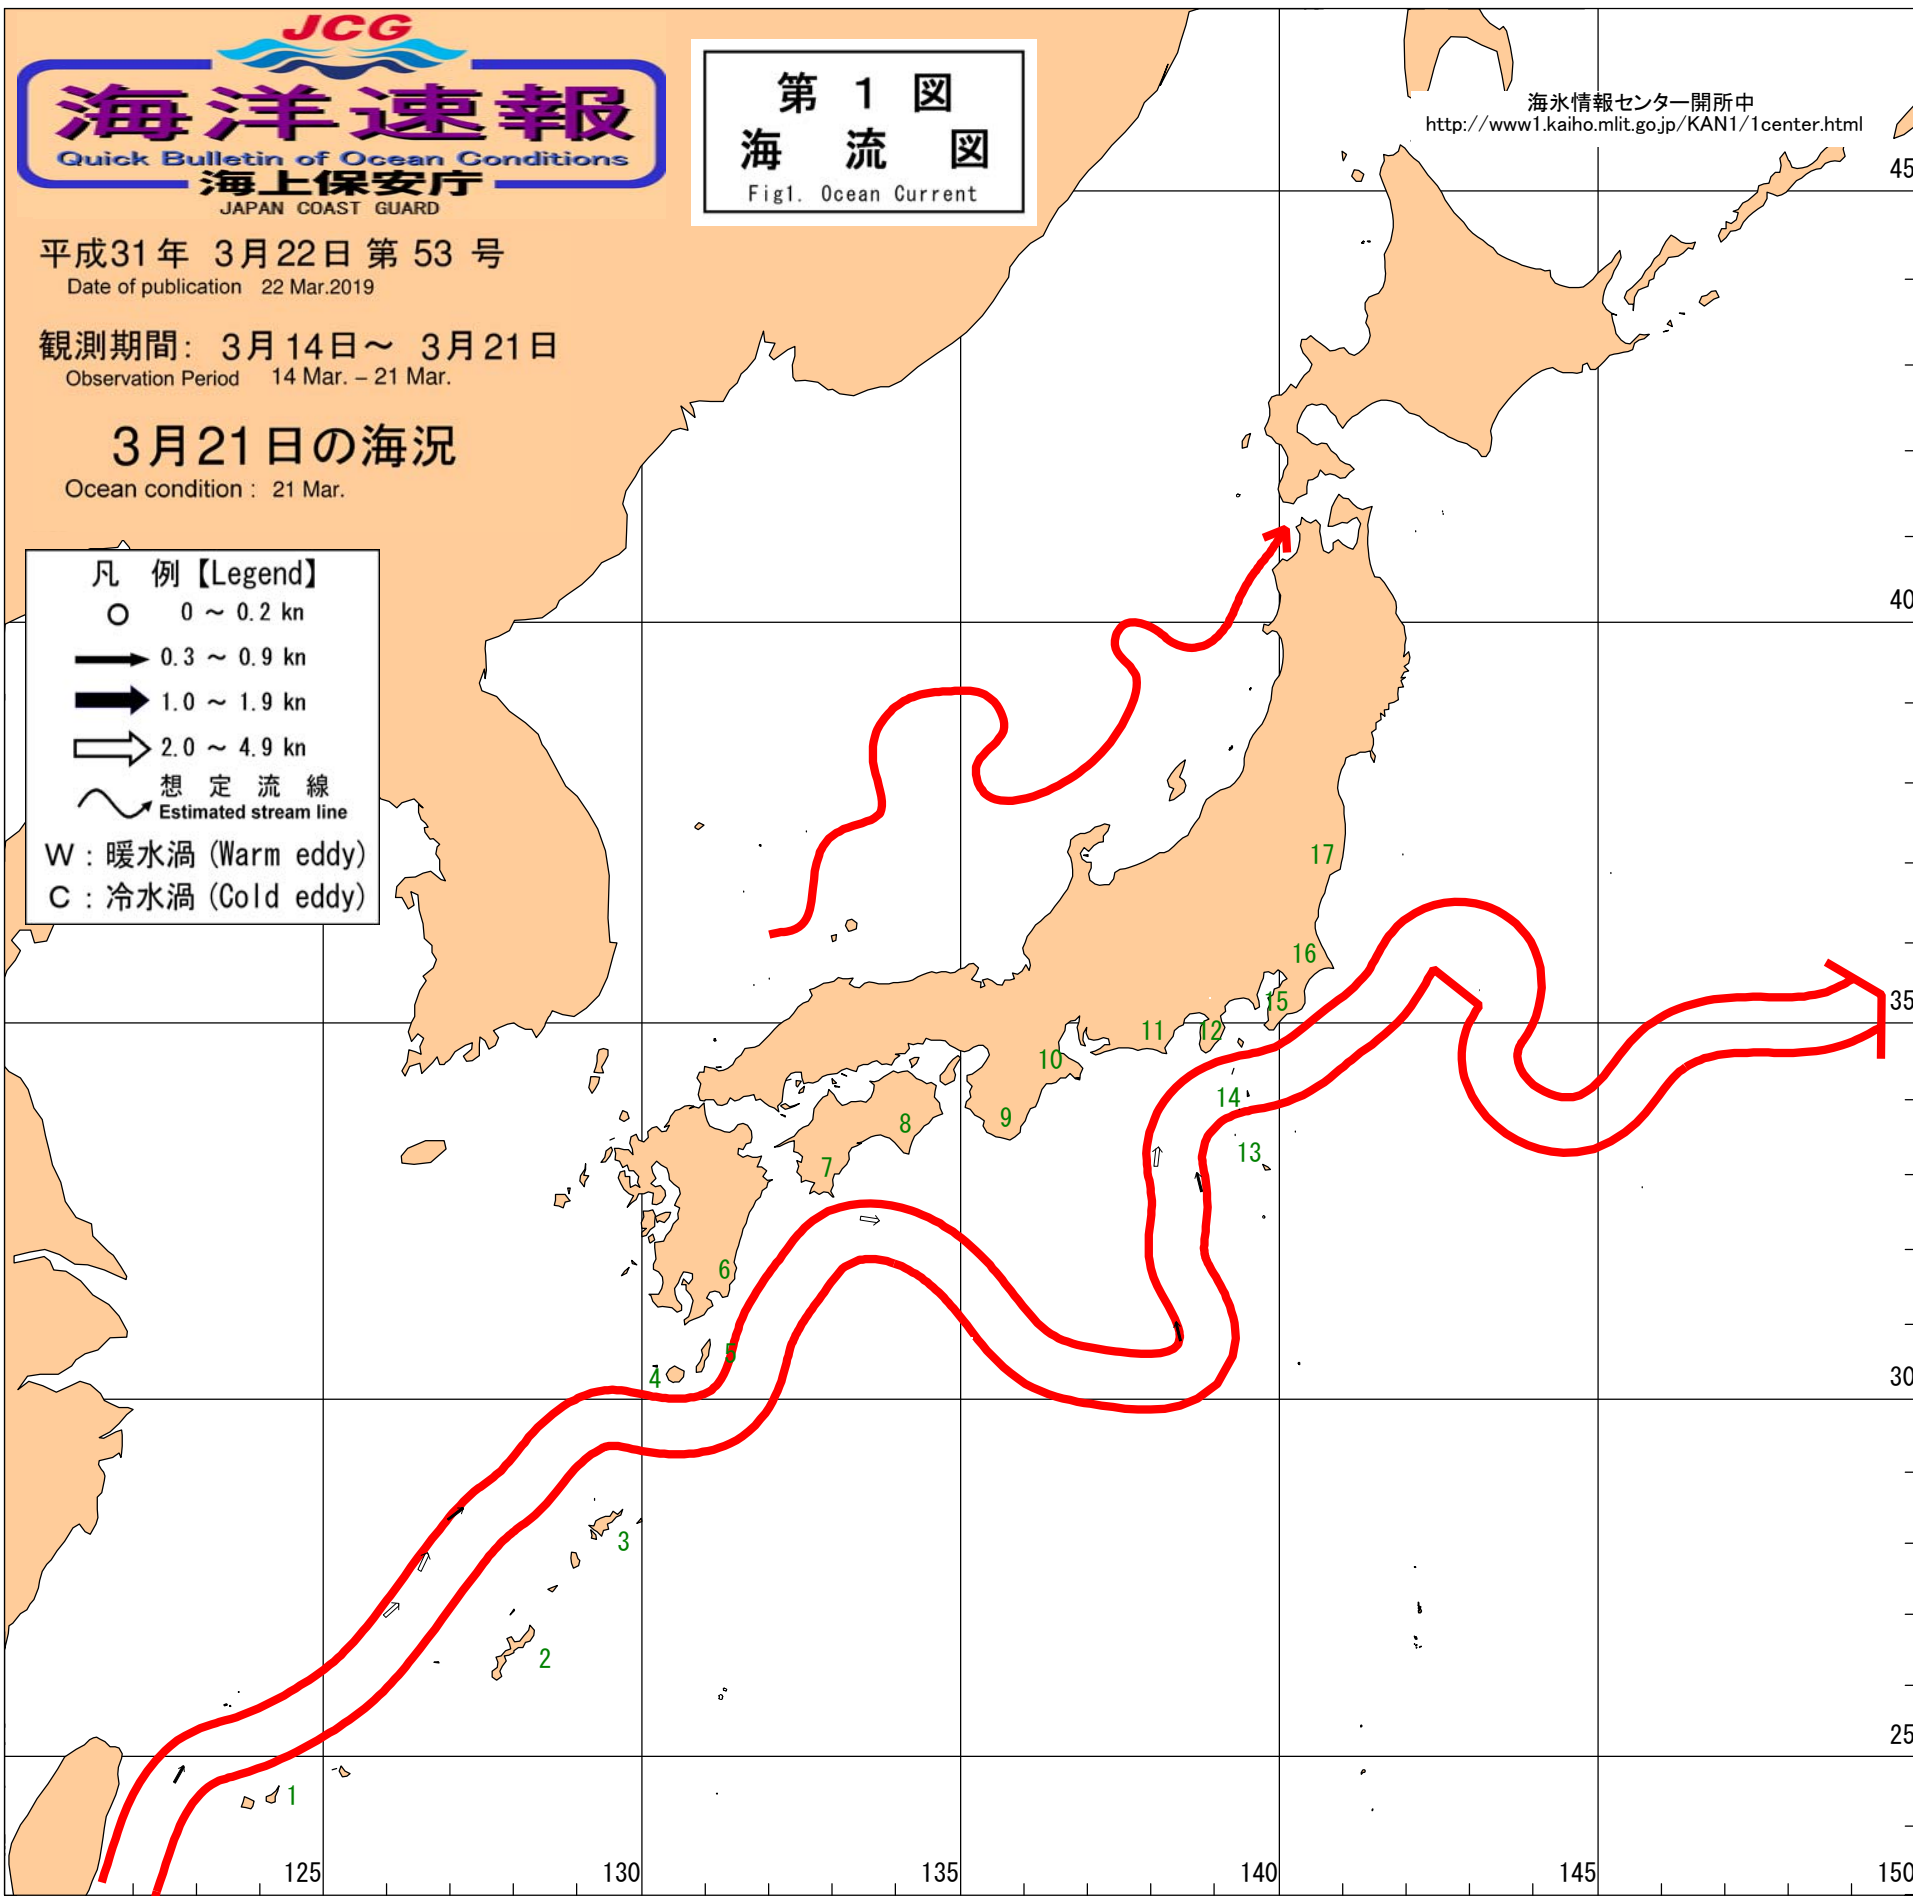 JCG
海洋速報
Quick Bulletin of Ocean Conditions
海上保安庁
JAPAN COAST GUARD
第 1 図
海 流 図
Fig1. Ocean Current
海氷情報センター開所中
http://www1.kaiho.mlit.go.jp/KAN1/1center.html
平成31年 3月22日 第 53 号
Date of publication 22 Mar.2019
観測期間: 3月14日～ 3月21日
Observation Period 14 Mar. – 21 Mar.
3月21日の海況
Ocean condition : 21 Mar.
凡 例【Legend】
0 ～ 0.2 kn
0.3 ～ 0.9 kn
1.0 ～ 1.9 kn
2.0 ～ 4.9 kn
想 定 流 線
Estimated stream line
W : 暖水渦 (Warm eddy)
C : 冷水渦 (Cold eddy)
45
40
35
30
25
17
16
15
11
12
10
14
9
8
13
7
6
5
4
3
2
1
125
130
135
140
145
150